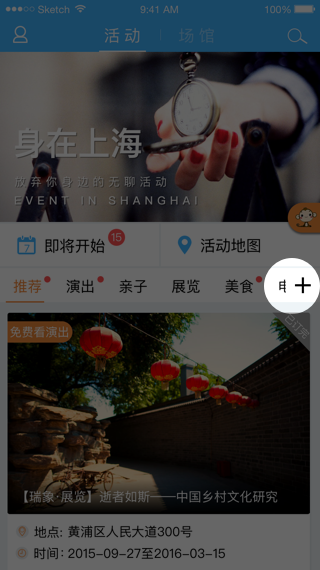 Sketch 9:41 AM 100%
活动 场馆
身在上海
放弃你身边的无聊活动
EVENT IN SHANGHAI
7 即将开始 15 活动地图
推荐 演出 亲子 展览 美食
免费看演出 已订完
【瑞象·展览】逝者如斯——中国乡村文化研究
地点: 黄浦区人民大道300号
时间: 2015-09-27至2016-03-15